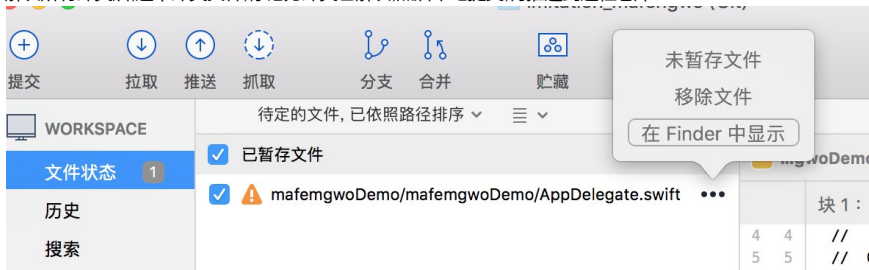 提交 拉取 推送 抓取 分支 合并 贮藏
未暂存文件
移除文件
在 Finder 中显示
待定的文件, 已依照路径排序
WORKSPACE
已暂存文件
文件状态 1
mafemgwoDemo/mafemgwoDemo/AppDelegate.swift
历史
搜索
块 1：
4 4 //
5 5 //